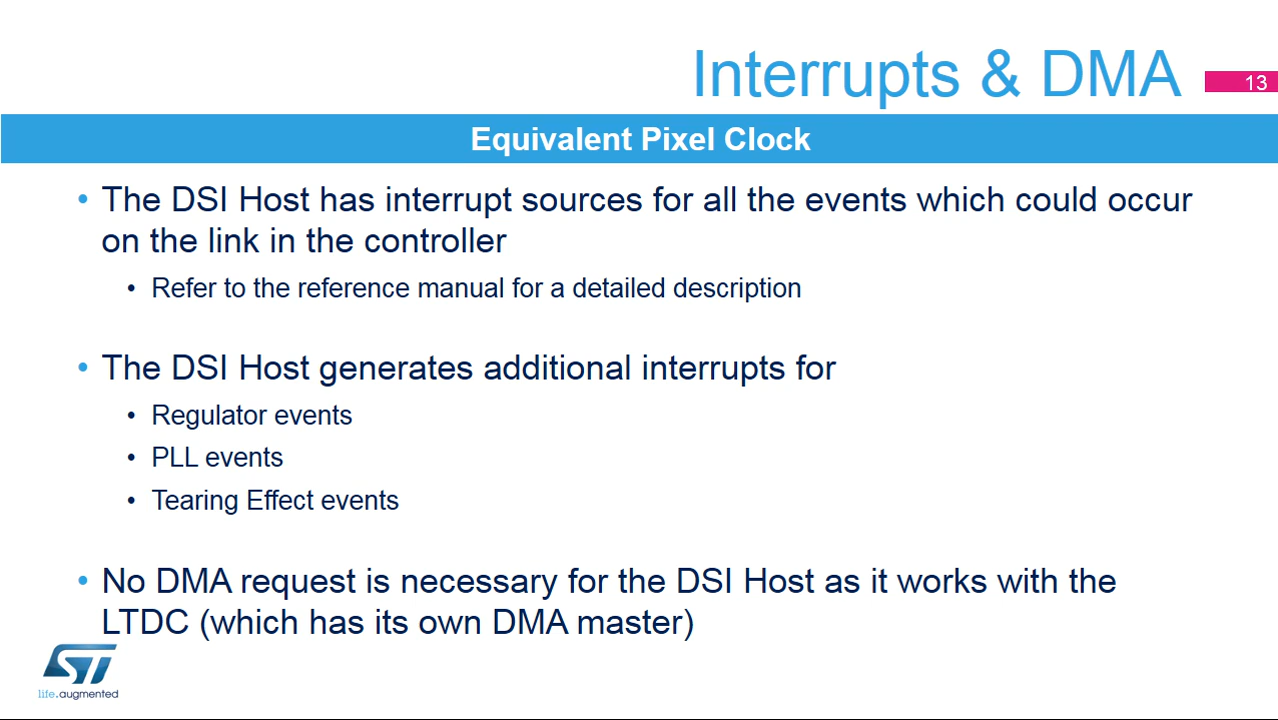 Interrupts & DMA
13
Equivalent Pixel Clock
• The DSI Host has interrupt sources for all the events which could occur
on the link in the controller
• Refer to the reference manual for a detailed description
• The DSI Host generates additional interrupts for
• Regulator events
• PLL events
• Tearing Effect events
• No DMA request is necessary for the DSI Host as it works with the
LTDC (which has its own DMA master)
ST
life.augmented